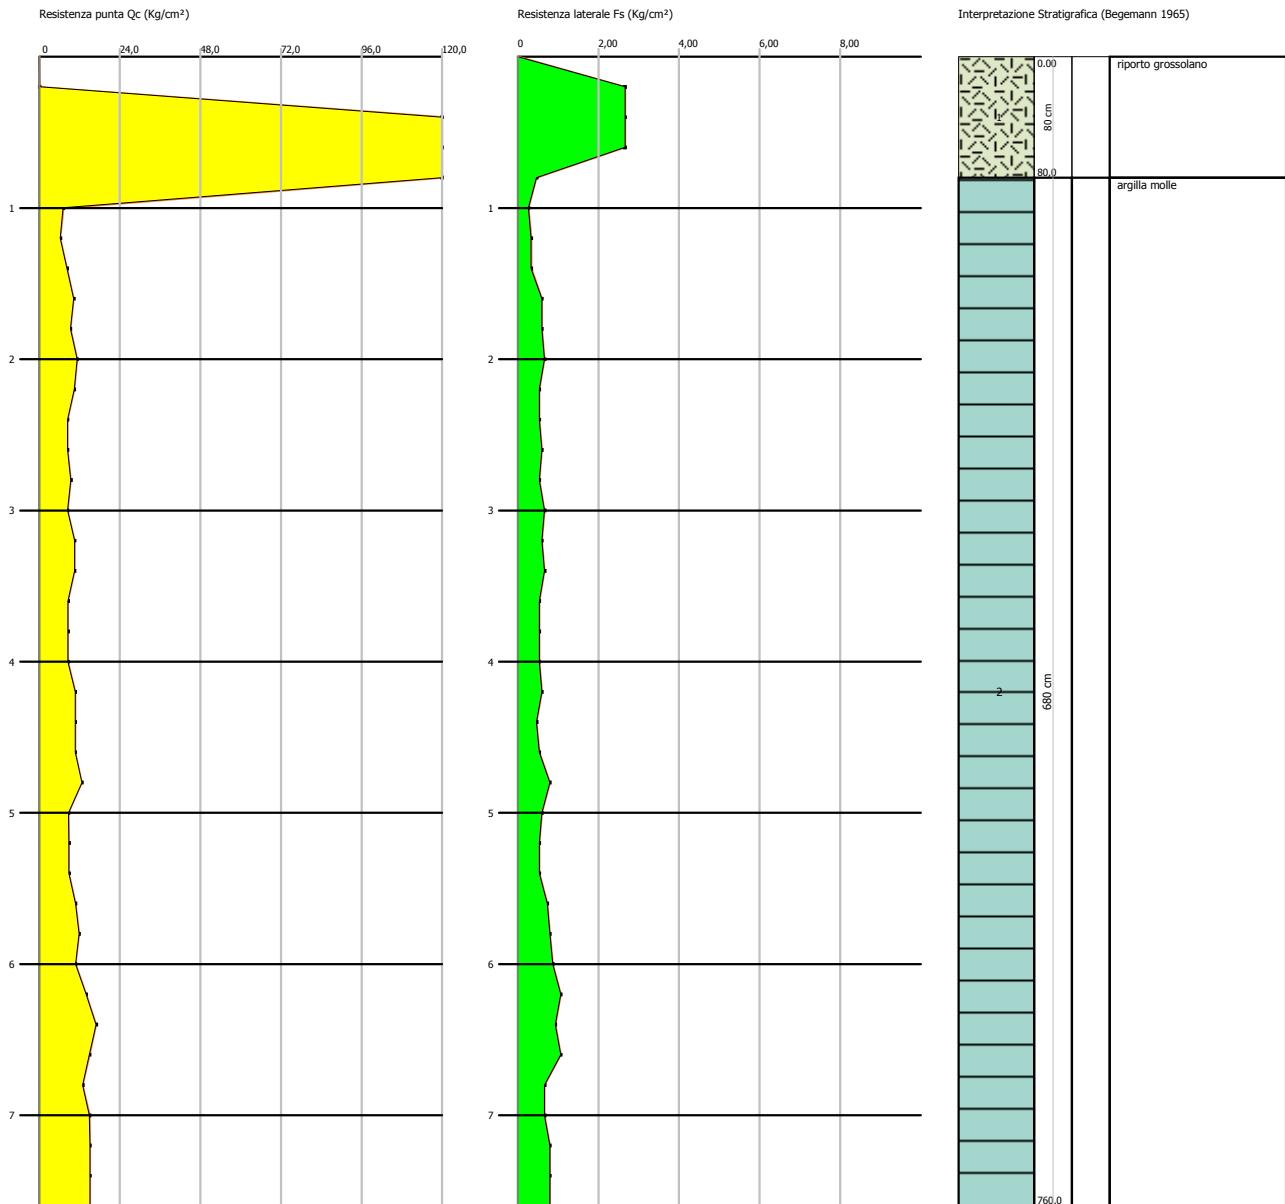 Resistenza punta Qc (Kg/cm²)
Resistenza laterale Fs (Kg/cm²)
Interpretazione Stratigrafica (Begemann 1965)
0 24,0 48,0 72,0 96,0 120,0
0 2,00 4,00 6,00 8,00
0.00
riporto grossolano
1
80 cm
80,0
argilla molle
1 1
2 2
3 3
4 4
2
680 cm
5 5
6 6
7 7
760,0